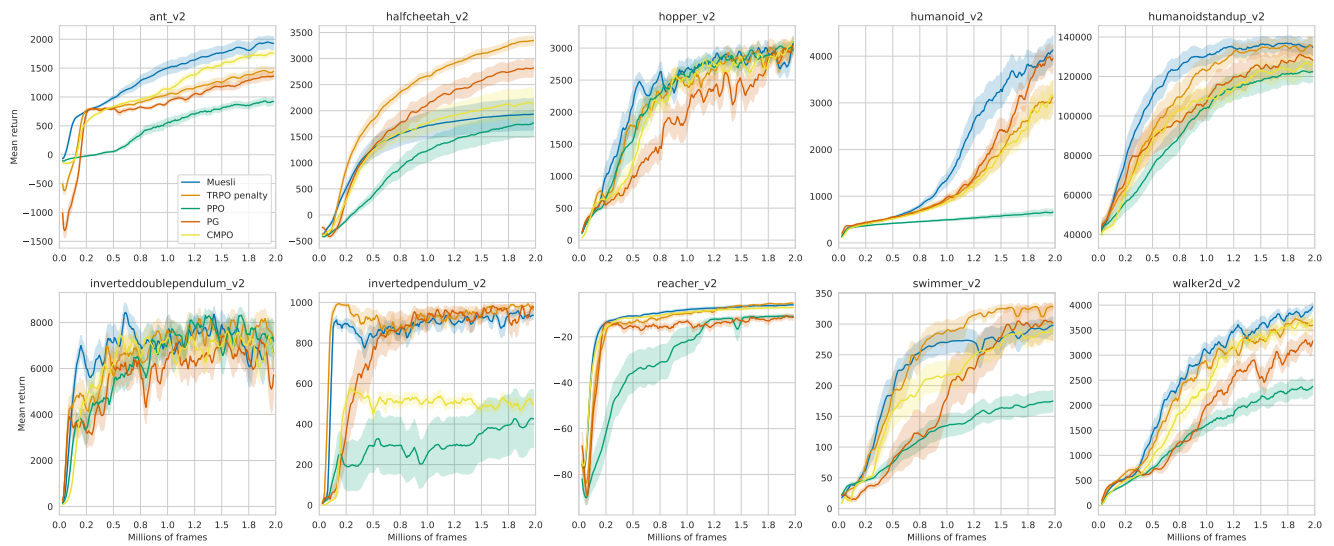 ant_v2
halfcheetah_v2
hopper_v2
humanoid_v2
humanoidstandup_v2
Mean return
2000
1500
1000
500
0
−500
−1000
−1500
Muesli
TRPO penalty
PPO
PG
CMPO
0.0 0.2 0.5 0.8 1.0 1.2 1.5 1.8 2.0
3500
3000
2500
2000
1500
1000
500
0
−500
0.0 0.2 0.5 0.8 1.0 1.2 1.5 1.8 2.0
3000
2500
2000
1500
1000
500
0
0.0 0.2 0.5 0.8 1.0 1.2 1.5 1.8 2.0
4000
3000
2000
1000
0
0.0 0.2 0.5 0.8 1.0 1.2 1.5 1.8 2.0
140000
120000
100000
80000
60000
40000
0.0 0.2 0.5 0.8 1.0 1.2 1.5 1.8 2.0
inverteddoublependulum_v2
invertedpendulum_v2
reacher_v2
swimmer_v2
walker2d_v2
Mean return
8000
6000
4000
2000
0
0.0 0.2 0.5 0.8 1.0 1.2 1.5 1.8 2.0
Millions of frames
1000
800
600
400
200
0
0.0 0.2 0.5 0.8 1.0 1.2 1.5 1.8 2.0
Millions of frames
−20
−40
−60
−80
0.0 0.2 0.5 0.8 1.0 1.2 1.5 1.8 2.0
Millions of frames
350
300
250
200
150
100
50
0
0.0 0.2 0.5 0.8 1.0 1.2 1.5 1.8 2.0
Millions of frames
4000
3500
3000
2500
2000
1500
1000
500
0
0.0 0.2 0.5 0.8 1.0 1.2 1.5 1.8 2.0
Millions of frames